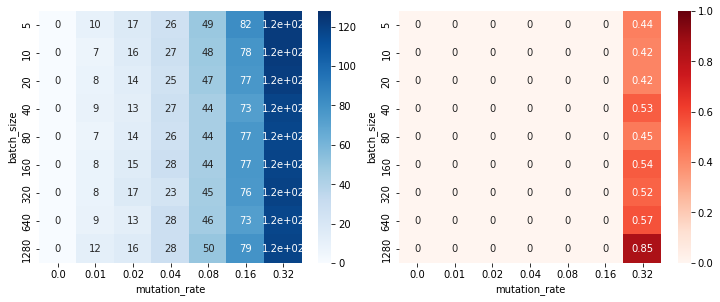 5 0 10 17 26 49 82 1.2e+02
10 0 7 16 27 48 78 1.2e+02
20 0 8 14 25 47 77 1.2e+02
40 0 9 13 27 44 73 1.2e+02
80 0 7 14 26 44 77 1.2e+02
160 0 8 15 28 44 77 1.2e+02
320 0 8 17 23 45 76 1.2e+02
640 0 9 13 28 46 73 1.2e+02
1280 0 12 16 28 50 79 1.2e+02
batch_size
0.0 0.01 0.02 0.04 0.08 0.16 0.32
mutation_rate
120
100
80
60
40
20
0
5 0 0 0 0 0 0 0.44
10 0 0 0 0 0 0 0.42
20 0 0 0 0 0 0 0.42
40 0 0 0 0 0 0 0.53
80 0 0 0 0 0 0 0.45
160 0 0 0 0 0 0 0.54
320 0 0 0 0 0 0 0.52
640 0 0 0 0 0 0 0.57
1280 0 0 0 0 0 0 0.85
batch_size
0.0 0.01 0.02 0.04 0.08 0.16 0.32
mutation_rate
1.0
0.8
0.6
0.4
0.2
0.0